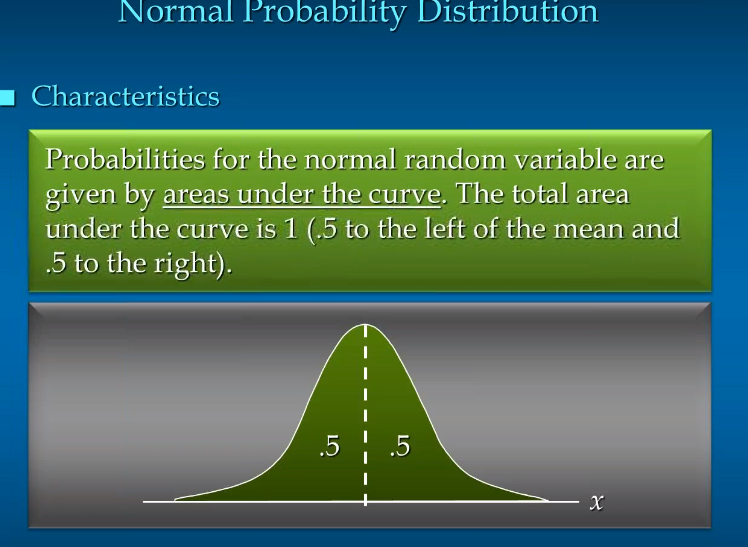 Normal Probability Distribution
Characteristics
Probabilities for the normal random variable are
given by areas under the curve. The total area
under the curve is 1 (.5 to the left of the mean and
.5 to the right).
.5 .5
x